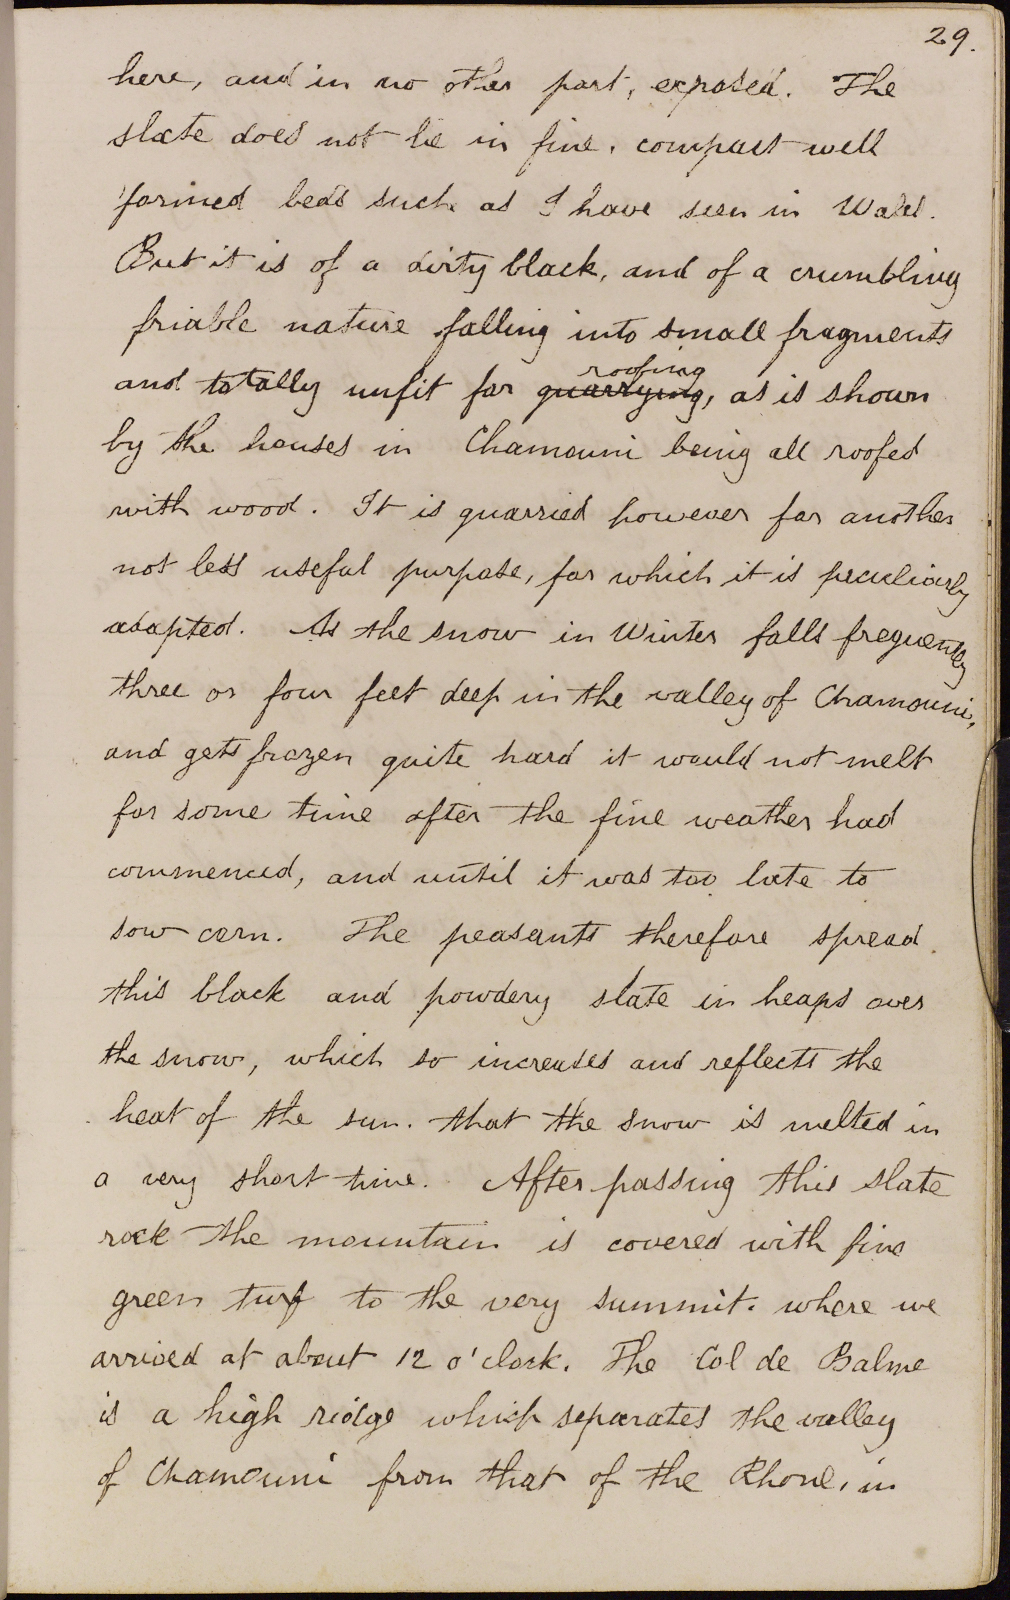 29.
here, and in no other part, exposed. The
slate does not lie in fine, compact well
formed beds such as I have seen in Wales.
But it is of a dirty black, and of a crumbling
friable nature falling into small fragments
roofing
and totally unfit for quarrying, as is shown
by the houses in Chamouni being all roofed
with wood. It is quarried however for another
not less useful purpose, for which it is peculiarly
adapted. As the snow in Winter falls frequently
three or four feet deep in the valley of Chamouni,
and gets frozen quite hard it would not melt
for some time after the fine weather had
commenced, and until it was too late to
sow corn. The peasants therefore spread
this black and powdery slate in heaps over
the snow, which so increases and reflects the
heat of the sun. that the snow is melted in
a very short time. After passing this slate
rock the mountain is covered with fine
green turf to the very summit. where we
arrived at about 12 o'clock. The Col de Balme
is a high ridge which separates the valley
of Chamouni from that of the Rhone, in